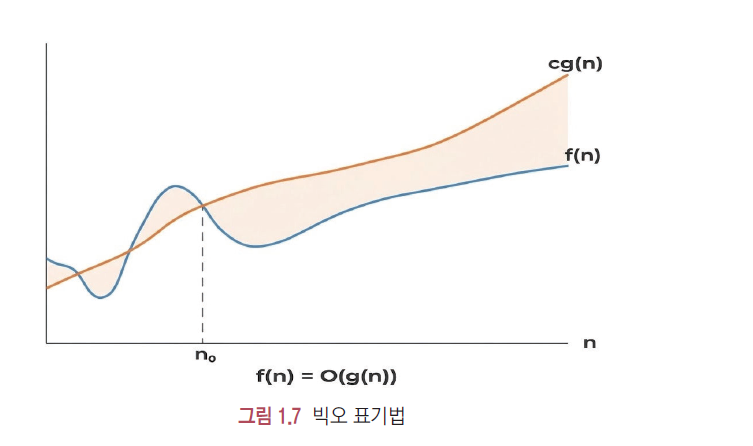 cg(n)
f(n)
n
n₀
f(n) = O(g(n))
그림 1.7 빅오 표기법